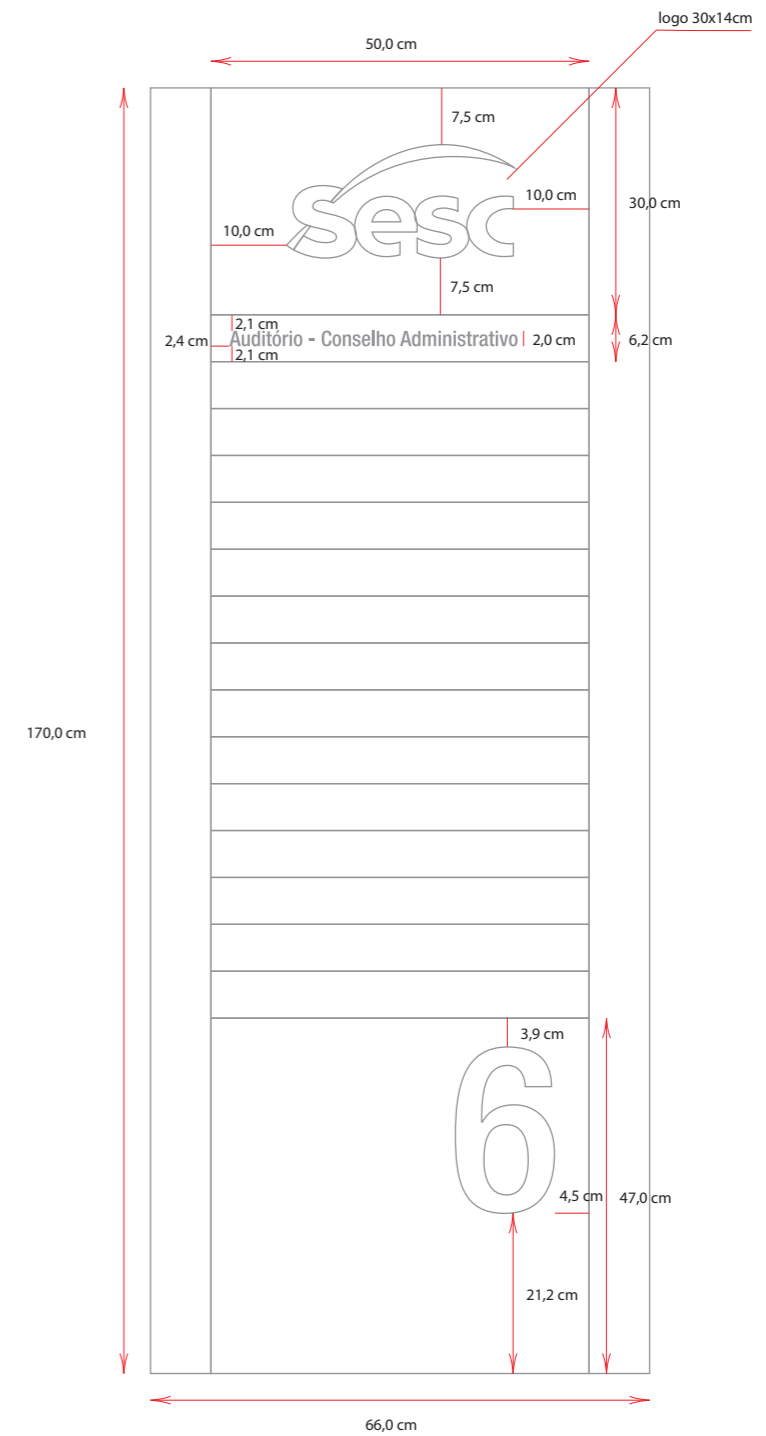 logo 30x14cm
50,0 cm
7,5 cm
sesc
10,0 cm
30,0 cm
10,0 cm
7,5 cm
2,1 cm
2,4 cm
Auditório - Conselho Administrativo
2,0 cm
6,2 cm
2,1 cm
170,0 cm
3,9 cm
6
4,5 cm
47,0 cm
21,2 cm
66,0 cm